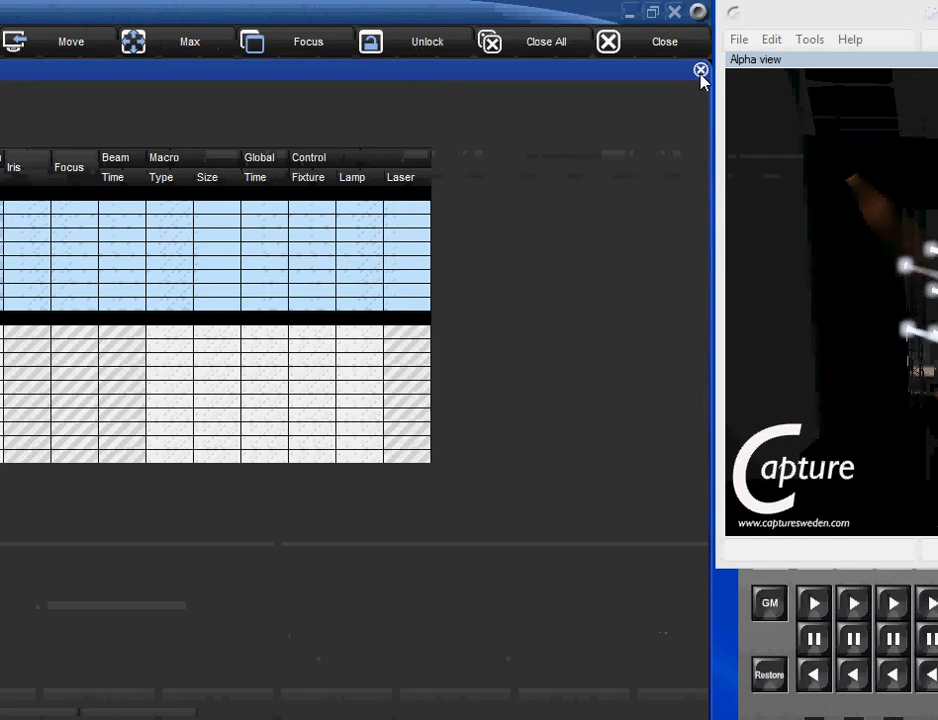 Move Max Focus Unlock Close All Close
File Edit Tools Help
Alpha view
Iris Focus Beam Macro Global Control
Time Type Size Time Fixture Lamp Laser
Capture
www.capturesweden.com
GM
Restore